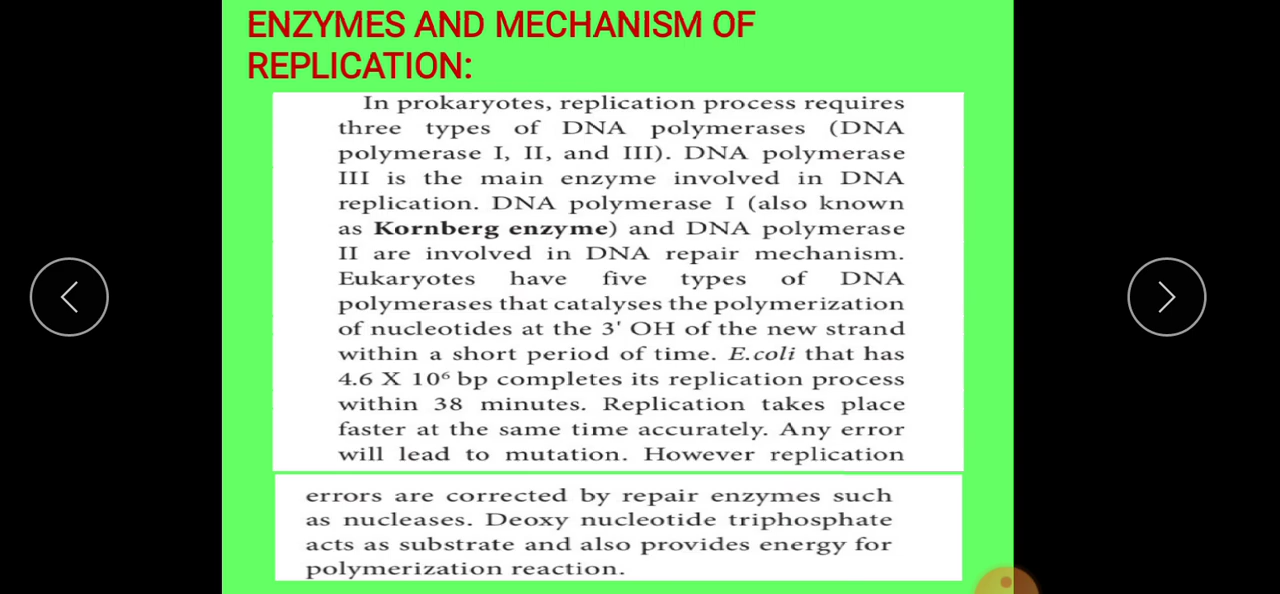 ENZYMES AND MECHANISM OF
REPLICATION:
In prokaryotes, replication process requires
three types of DNA polymerases (DNA
polymerase I, II, and III). DNA polymerase
III is the main enzyme involved in DNA
replication. DNA polymerase I (also known
as Kornberg enzyme) and DNA polymerase
II are involved in DNA repair mechanism.
Eukaryotes have five types of DNA
polymerases that catalyses the polymerization
of nucleotides at the 3' OH of the new strand
within a short period of time. E.coli that has
4.6 X 10⁶ bp completes its replication process
within 38 minutes. Replication takes place
faster at the same time accurately. Any error
will lead to mutation. However replication
errors are corrected by repair enzymes such
as nucleases. Deoxy nucleotide triphosphate
acts as substrate and also provides energy for
polymerization reaction.